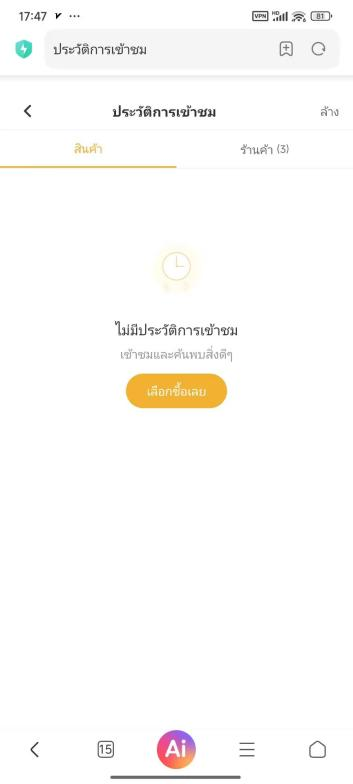 17:47
VPN HD 81
ประวัติการเข้าชม
ประวัติการเข้าชม ล้าง
สินค้า ร้านค้า (3)
ไม่มีประวัติการเข้าชม
เข้าชมและค้นพบสิ่งดีๆ
เลือกซื้อเลย
15 Ai